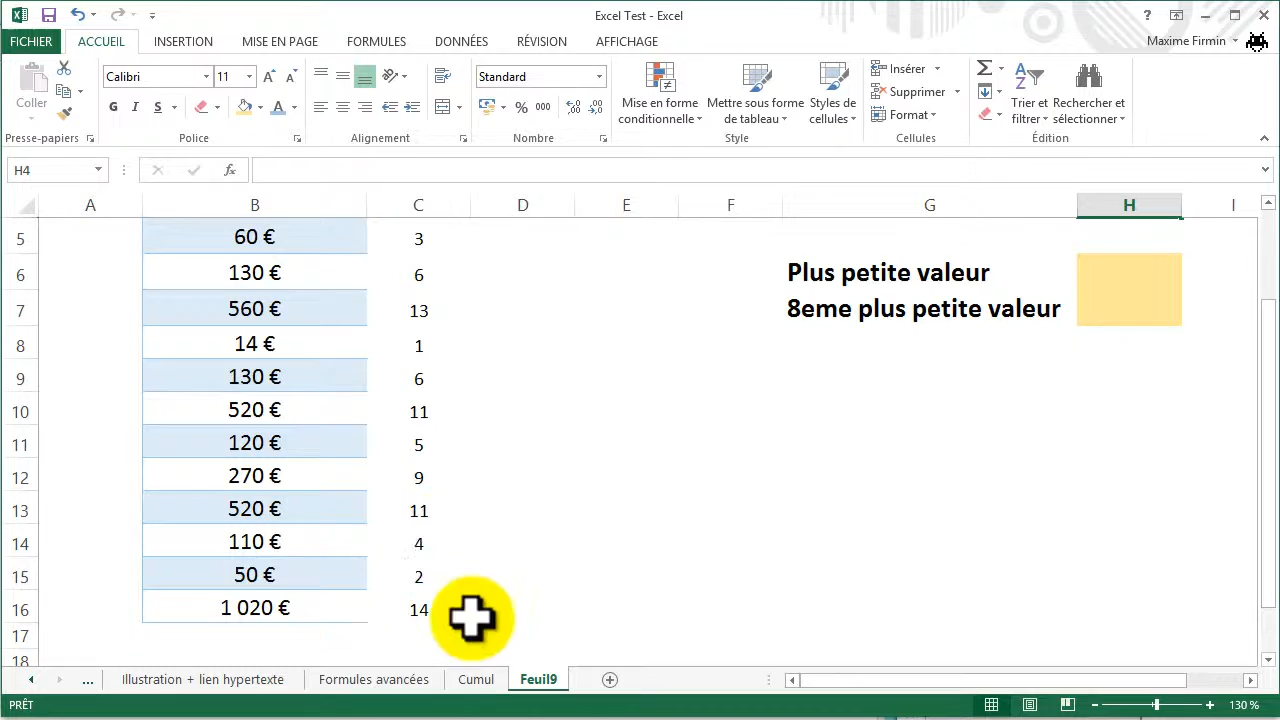 Excel Test - Excel
FICHIER ACCUEIL INSERTION MISE EN PAGE FORMULES DONNÉES RÉVISION AFFICHAGE Maxime Firmin
Coller
Presse-papiers
Calibri 11
G I S A
Police
Alignement
Standard
% 000
Nombre
Mise en forme conditionnelle
Mettre sous forme de tableau
Styles de cellules
Style
Insérer
Supprimer
Format
Cellules
Trier et filtrer
Rechercher et sélectionner
Édition
H4 fx
A B C D E F G H I
5 60 € 3
6 130 € 6 Plus petite valeur
7 560 € 13 8eme plus petite valeur
8 14 € 1
9 130 € 6
10 520 € 11
11 120 € 5
12 270 € 9
13 520 € 11
14 110 € 4
15 50 € 2
16 1 020 € 14
17
18
... Illustration + lien hypertexte Formules avancées Cumul Feuil9
PRÊT 130 %